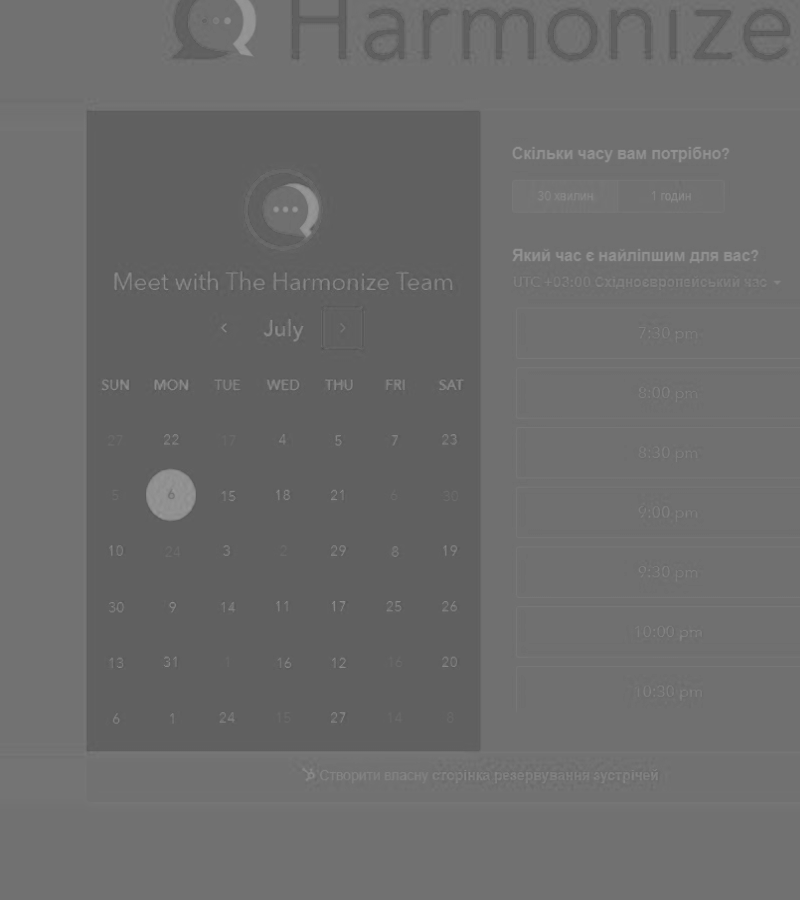 Harmonize
Скільки часу вам потрібно?
30 хвилин 1 годин
Meet with The Harmonize Team
Який час є найліпшим для вас?
UTC +03:00 Східноєвропейський час
July
7:30 pm
8:00 pm
8:30 pm
9:00 pm
9:30 pm
10:00 pm
10:30 pm
SUN MON TUE WED THU FRI SAT
27 22 17 4 5 7 23
5 6 15 18 21 6 30
10 24 3 2 29 8 19
30 9 14 11 17 25 26
13 31 1 16 12 16 20
6 1 24 15 27 14 8
Створити власну сторінка резервування зустрічей